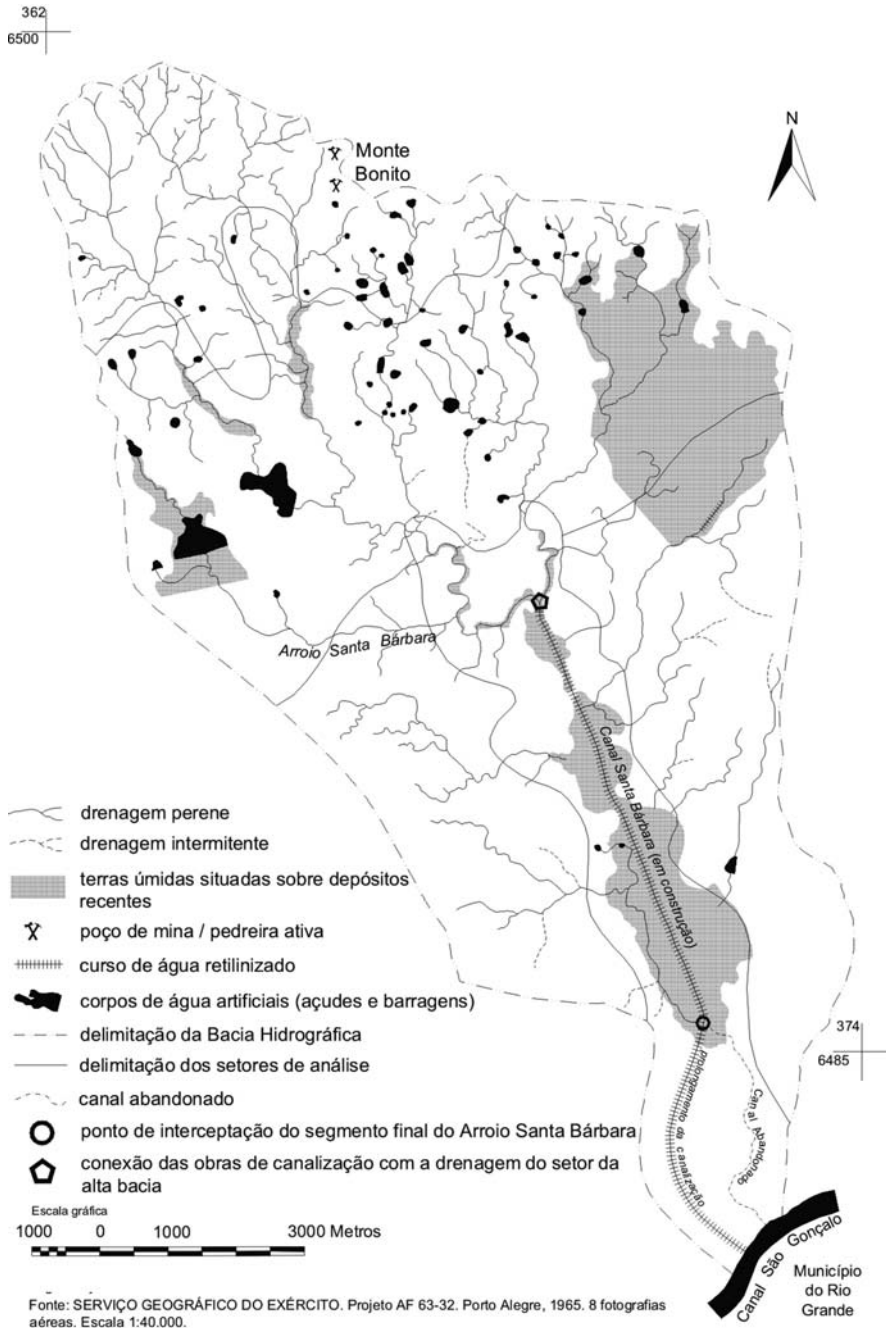 362
6500
Monte
Bonito
N
Arroio Santa Bárbara
Canal Santa Bárbara (em construção)
drenagem perene
drenagem intermitente
terras úmidas situadas sobre depósitos
recentes
poço de mina / pedreira ativa
curso de água retilinizado
corpos de água artificiais (açudes e barragens)
delimitação da Bacia Hidrográfica
delimitação dos setores de análise
canal abandonado
ponto de interceptação do segmento final do Arroio Santa Bárbara
conexão das obras de canalização com a drenagem do setor da
alta bacia
374
6485
prolongamento da canalização
Canal Abandonado
Canal São Gonçalo
Município
do Rio
Grande
Escala gráfica
1000 0 1000 3000 Metros
Fonte: SERVIÇO GEOGRÁFICO DO EXÉRCITO. Projeto AF 63-32. Porto Alegre, 1965. 8 fotografias
aéreas. Escala 1:40.000.